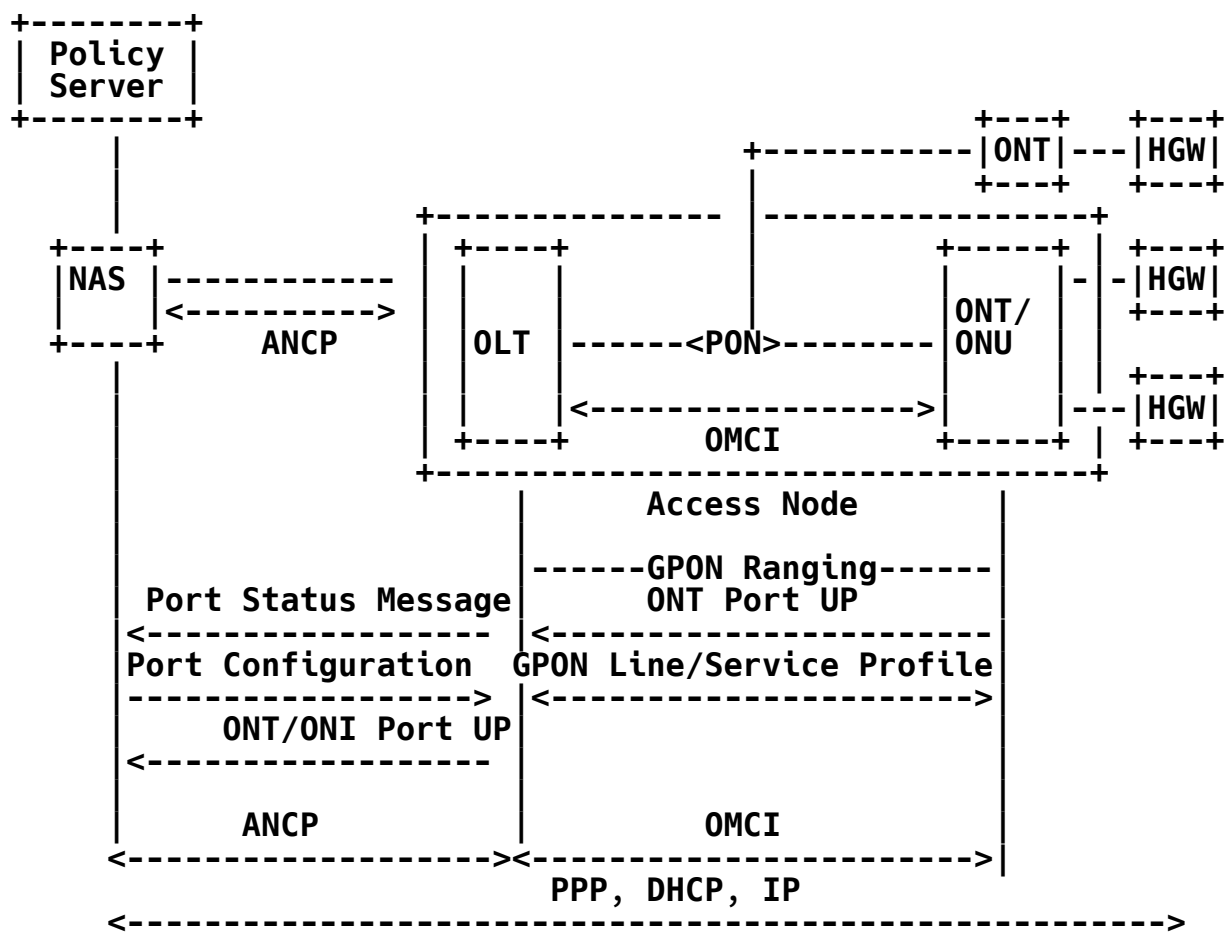 Policy
Server
ONT HGW
NAS HGW
ONT/
ANCP OLT <PON> ONU
HGW
OMCI
Access Node
GPON Ranging
Port Status Message ONT Port UP
Port Configuration GPON Line/Service Profile
ONT/ONI Port UP
ANCP OMCI
PPP, DHCP, IP